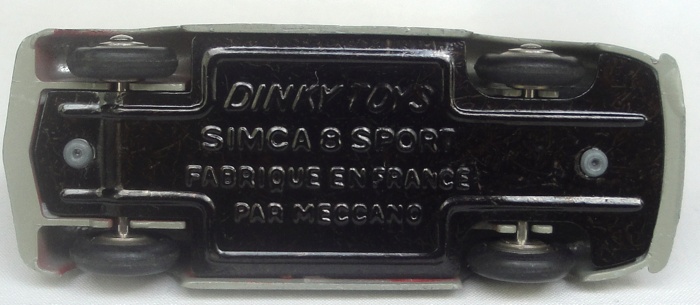 DINKY TOYS
SIMCA 8 SPORT
FABRIQUE EN FRANCE
PAR MECCANO